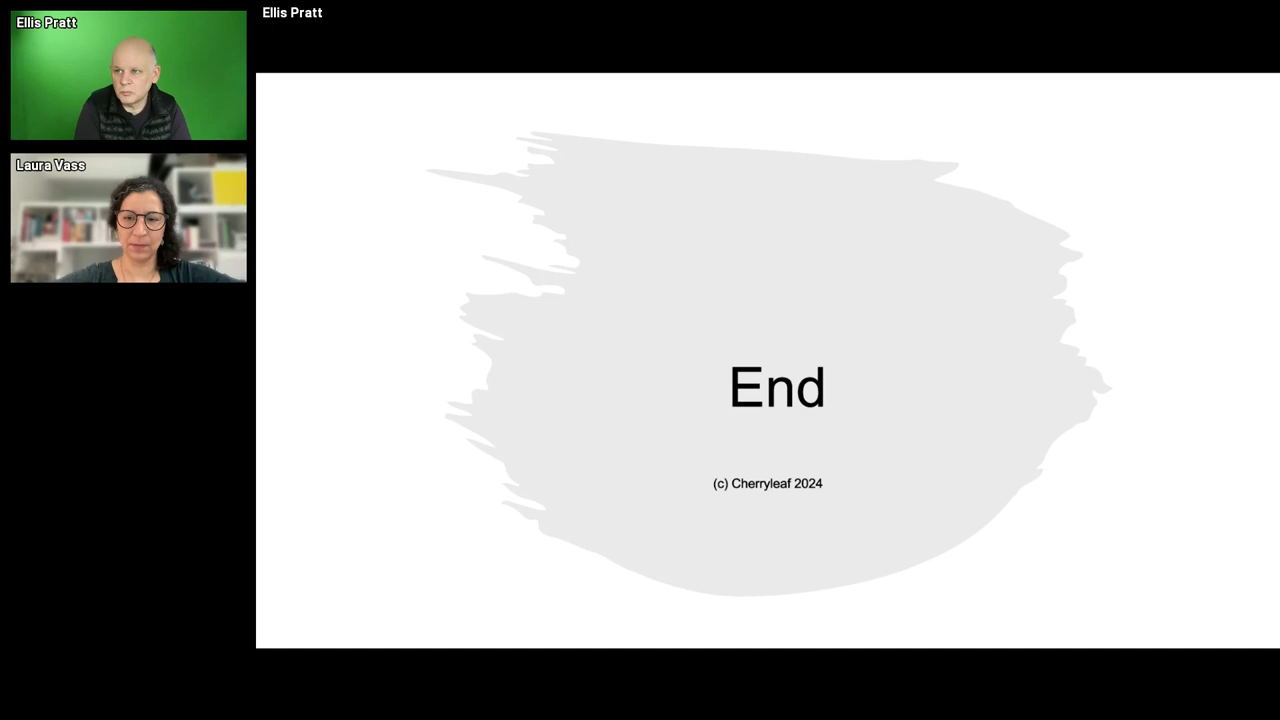 Ellis Pratt
Laura Vass
Ellis Pratt
End
(c) Cherryleaf 2024